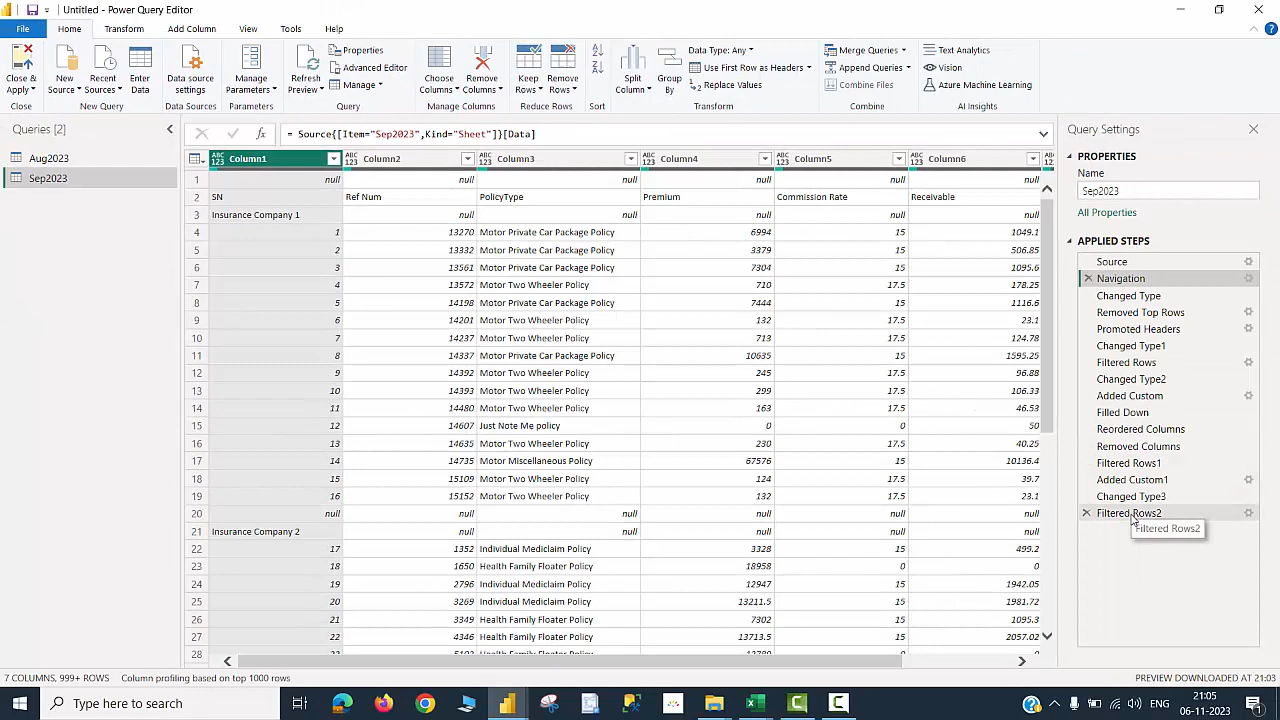 Untitled - Power Query Editor
File Home Transform Add Column View Tools Help
Close & Apply New Source Recent Sources Enter Data Data source settings Manage Parameters Refresh Preview Properties Advanced Editor Manage Choose Columns Remove Columns Keep Rows Remove Rows Split Column Group By Data Type: Any Use First Row as Headers Replace Values Merge Queries Append Queries Combine Files Text Analytics Vision Azure Machine Learning
Close New Query Data Sources Parameters Query Manage Columns Reduce Rows Sort Transform Combine AI Insights
Queries [2]
Aug2023
Sep2023
= Source{[Item="Sep2023",Kind="Sheet"]}[Data]
ABC 123 Column1 ABC 123 Column2 ABC 123 Column3 ABC 123 Column4 ABC 123 Column5 ABC 123 Column6
1 null null null null null null
2 SN Ref Num PolicyType Premium Commission Rate Receivable
3 Insurance Company 1 null null null null null
4 1 13270 Motor Private Car Package Policy 6994 15 1049.1
5 2 13332 Motor Private Car Package Policy 3379 15 506.85
6 3 13561 Motor Private Car Package Policy 7304 15 1095.6
7 4 13572 Motor Two Wheeler Policy 710 17.5 178.25
8 5 14198 Motor Private Car Package Policy 7444 15 1116.6
9 6 14201 Motor Two Wheeler Policy 132 17.5 23.1
10 7 14237 Motor Two Wheeler Policy 713 17.5 124.78
11 8 14337 Motor Private Car Package Policy 10635 15 1595.25
12 9 14392 Motor Two Wheeler Policy 245 17.5 96.88
13 10 14393 Motor Two Wheeler Policy 299 17.5 106.33
14 11 14480 Motor Two Wheeler Policy 163 17.5 46.53
15 12 14607 Just Note Me policy 0 0 50
16 13 14635 Motor Two Wheeler Policy 230 17.5 40.25
17 14 14735 Motor Miscellaneous Policy 67576 15 10136.4
18 15 15109 Motor Two Wheeler Policy 124 17.5 39.7
19 16 15152 Motor Two Wheeler Policy 132 17.5 23.1
20 null null null null null null
21 Insurance Company 2 null null null null null
22 17 1352 Individual Mediclaim Policy 3328 15 499.2
23 18 1650 Health Family Floater Policy 18958 0 0
24 19 2796 Individual Mediclaim Policy 12947 15 1942.05
25 20 3269 Individual Mediclaim Policy 13211.5 15 1981.72
26 21 3349 Health Family Floater Policy 7302 15 1095.3
27 22 4346 Health Family Floater Policy 13713.5 15 2057.02
28
Query Settings
PROPERTIES
Name
Sep2023
All Properties
APPLIED STEPS
Source
Navigation
Changed Type
Removed Top Rows
Promoted Headers
Changed Type1
Filtered Rows
Changed Type2
Added Custom
Filled Down
Reordered Columns
Removed Columns
Filtered Rows1
Added Custom1
Changed Type3
Filtered Rows2
Filtered Rows2
7 COLUMNS, 999+ ROWS Column profiling based on top 1000 rows PREVIEW DOWNLOADED AT 21:03
Type here to search ENG 21:05
06-11-2023